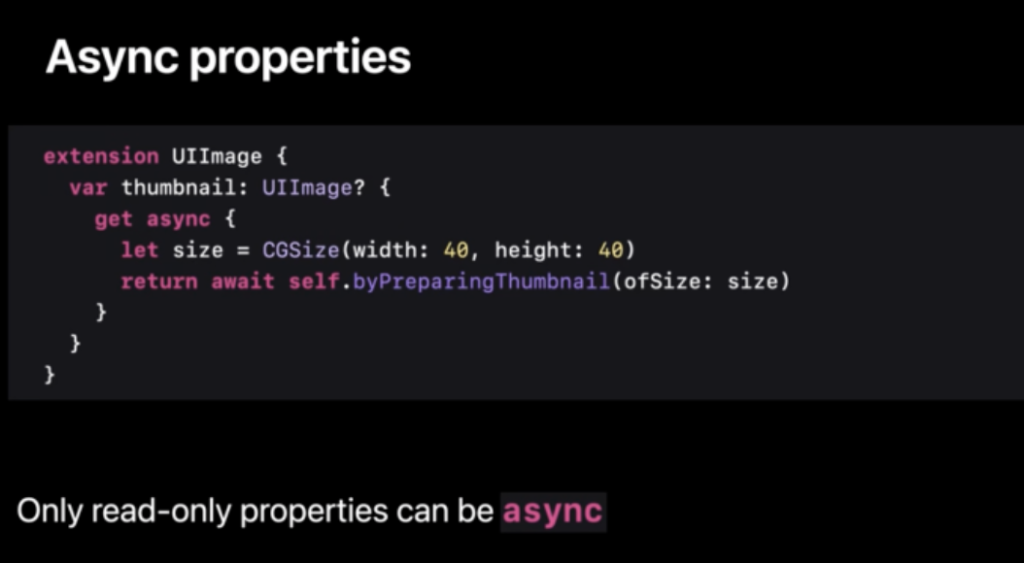 Async properties
extension UIImage {
var thumbnail: UIImage? {
get async {
let size = CGSize(width: 40, height: 40)
return await self.byPreparingThumbnail(ofSize: size)
}
}
}
Only read-only properties can be async